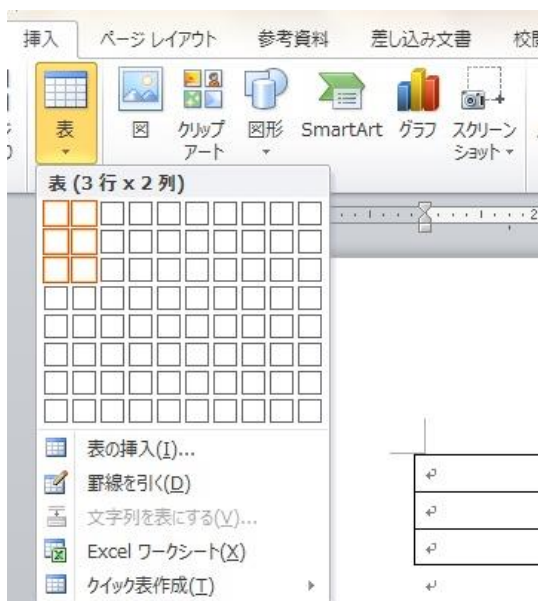 挿入 ページ レイアウト 参考資料 差し込み文書
表 図 クリップ アート 図形 SmartArt グラフ スクリーン ショット
表 (3 行 x 2 列)
2
表の挿入(I)...
罫線を引く(D)
文字列を表にする(V)...
Excel ワークシート(X)
クイック表作成(T)